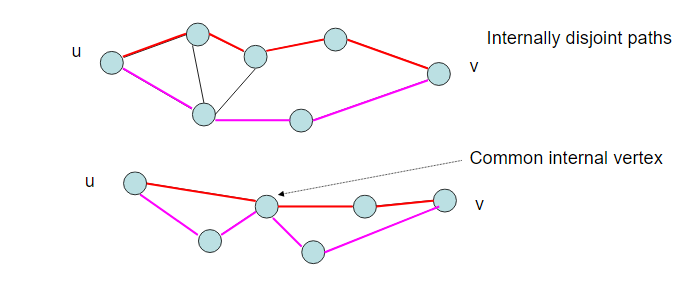 u
Internally disjoint paths
v
Common internal vertex
u
v